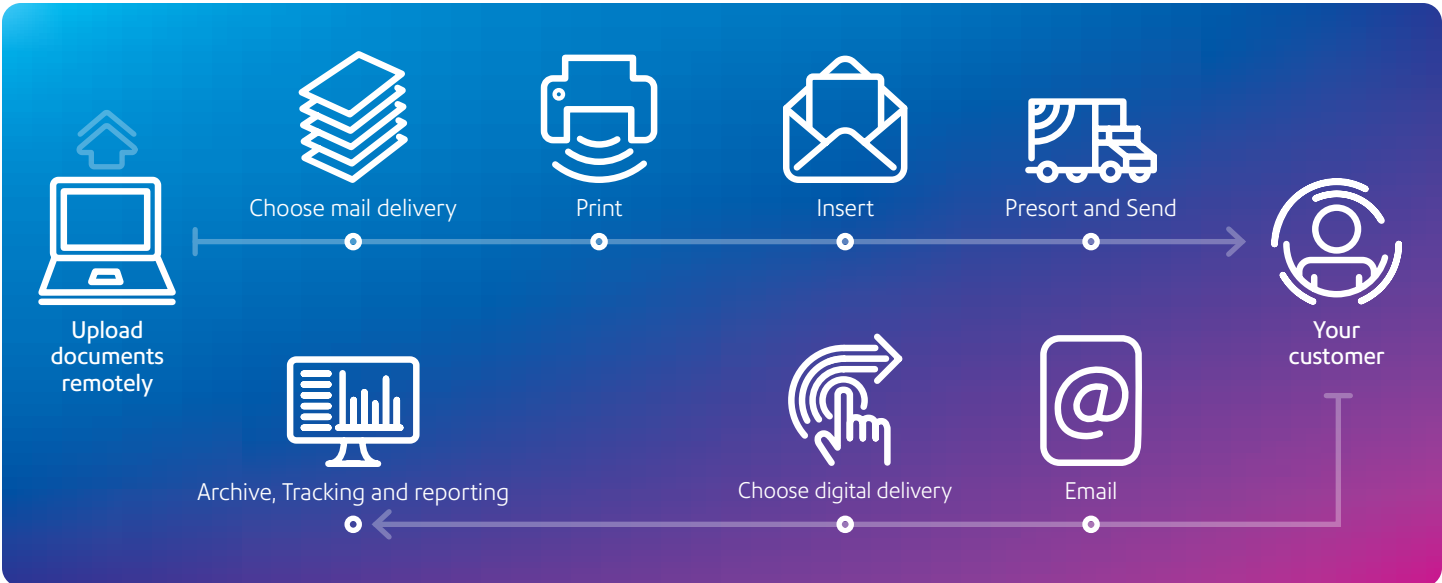 Choose mail delivery
Print
Insert
Presort and Send
Upload
documents
remotely
Your
customer
Archive, Tracking and reporting
Choose digital delivery
Email
@